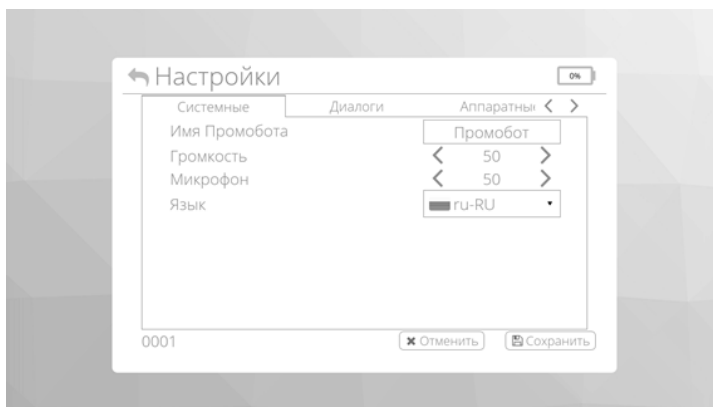 Настройки 0%
Системные Диалоги Аппаратны
Имя Промобота Промобот
Громкость 50
Микрофон 50
Язык ru-RU
0001 Отменить Сохранить